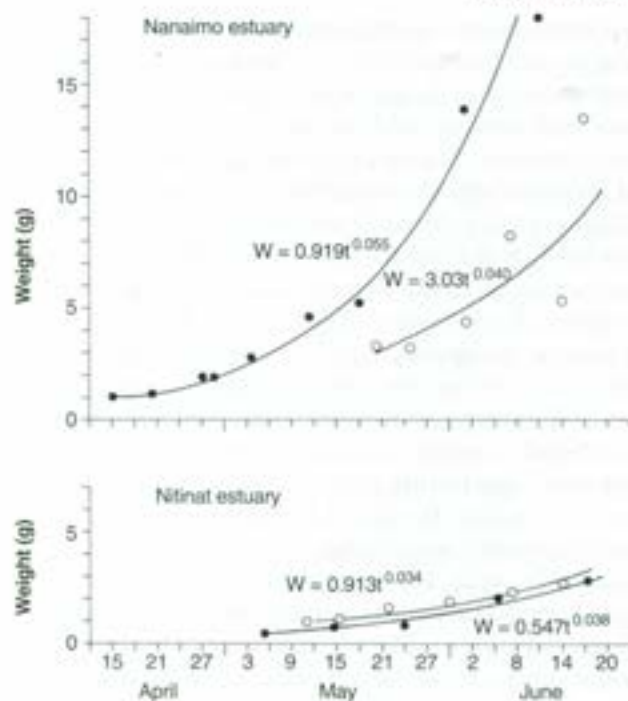 Nanaimo estuary
15
10
5
0
Weight (g)
W = 0.919t^0.055
W = 3.03t^0.040
Nitinat estuary
5
0
Weight (g)
W = 0.913t^0.034
W = 0.547t^0.038
15 21 27 3 9 15 21 27 2 8 14 20
April May June